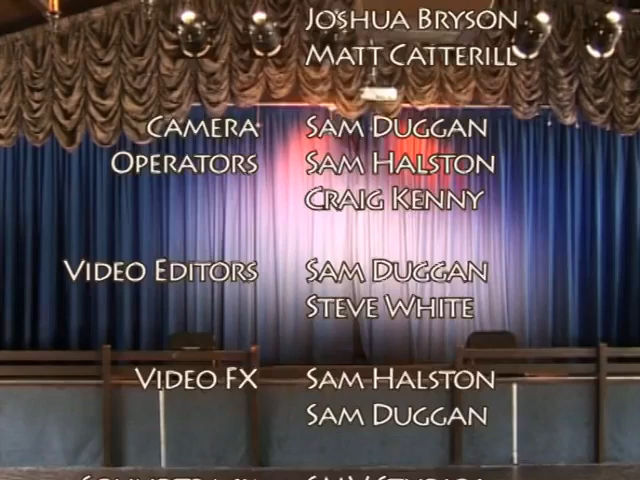 Joshua Bryson
Matt Catterill
Camera Operators Sam Duggan
Sam Halston
Craig Kenny
Video Editors Sam Duggan
Steve White
Video FX Sam Halston
Sam Duggan